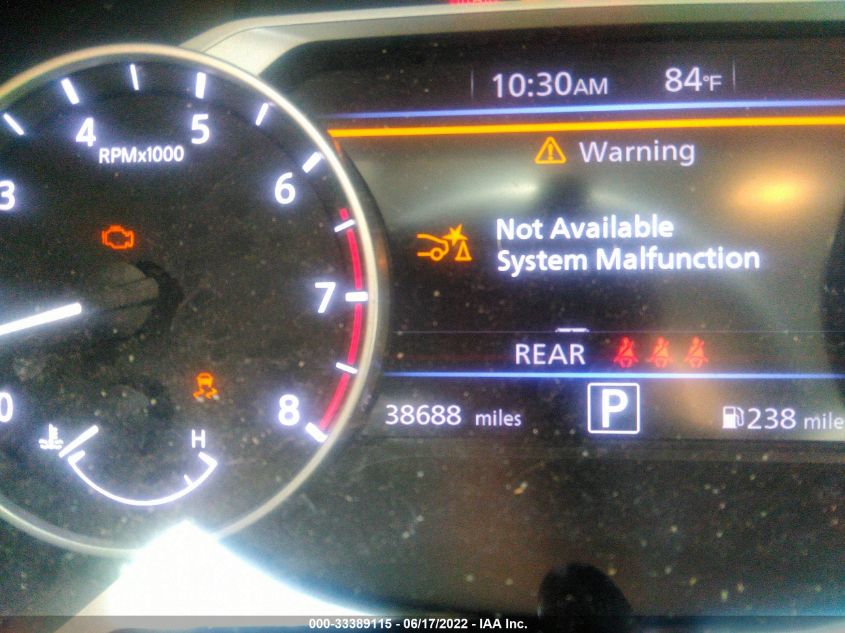 10:30AM 84°F
4 5
RPMx1000
Warning
3 6
Not Available
System Malfunction
7
REAR
0 8
38688 miles P 238 mile
H
000-33389115 - 06/17/2022 - IAA Inc.